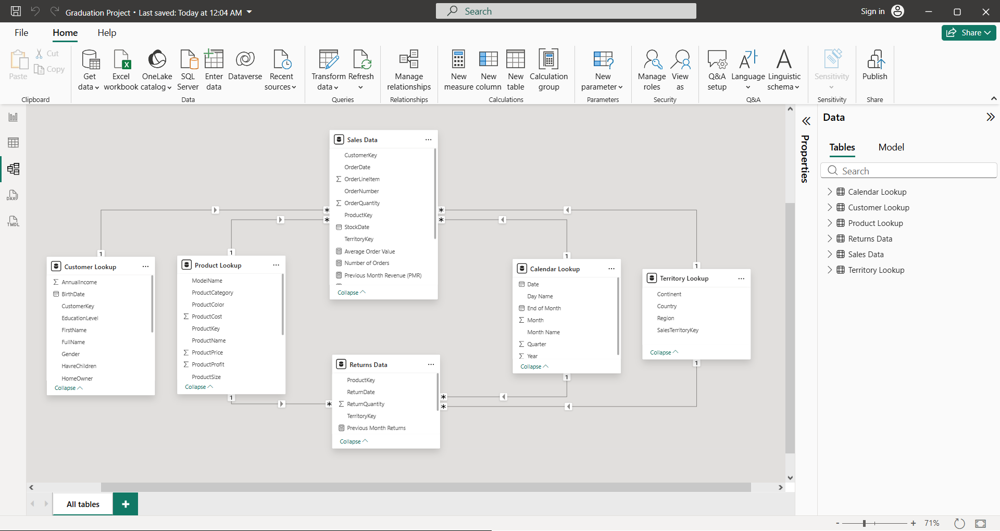 Graduation Project • Last saved: Today at 12:04 AM
Search
Sign in
File
Home
Help
Share
Paste
Cut
Copy
Clipboard
Get data
Excel workbook
OneLake catalog
SQL Server
Enter data
Dataverse
Recent sources
Data
Transform data
Refresh
Queries
Manage relationships
Relationships
New measure
New column
New table
Calculation group
Calculations
New parameter
Parameters
Manage roles
View as
Security
Q&A setup
Language
Linguistic schema
Q&A
Sensitivity
Sensitivity
Publish
Share
DAX
TMDL
Sales Data
CustomerKey
OrderDate
OrderLineItem
OrderNumber
OrderQuantity
ProductKey
StockDate
TerritoryKey
Average Order Value
Number of Orders
Previous Month Revenue (PMR)
Collapse
* *
* *
1 1 1 1
Customer Lookup
AnnualIncome
BirthDate
CustomerKey
EducationLevel
FirstName
FullName
Gender
HavreChildren
HomeOwner
Collapse
Product Lookup
ModelName
ProductCategory
ProductColor
ProductCost
ProductKey
ProductName
ProductPrice
ProductProfit
ProductSize
Collapse
Calendar Lookup
Date
Day Name
End of Month
Month
Month Name
Quarter
Year
Collapse
Territory Lookup
Continent
Country
Region
SalesTerritoryKey
Collapse
1 1 1
* * *
Returns Data
ProductKey
ReturnDate
ReturnQuantity
TerritoryKey
Previous Month Returns
Collapse
Properties
Data
Tables
Model
Search
Calendar Lookup
Customer Lookup
Product Lookup
Returns Data
Sales Data
Territory Lookup
All tables
+
- + 71%